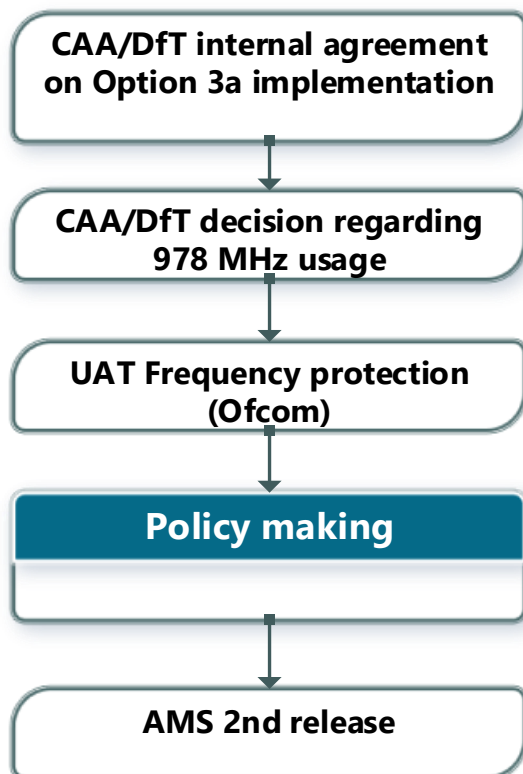 CAA/DfT internal agreement
on Option 3a implementation
CAA/DfT decision regarding
978 MHz usage
UAT Frequency protection
(Ofcom)
Policy making
AMS 2nd release